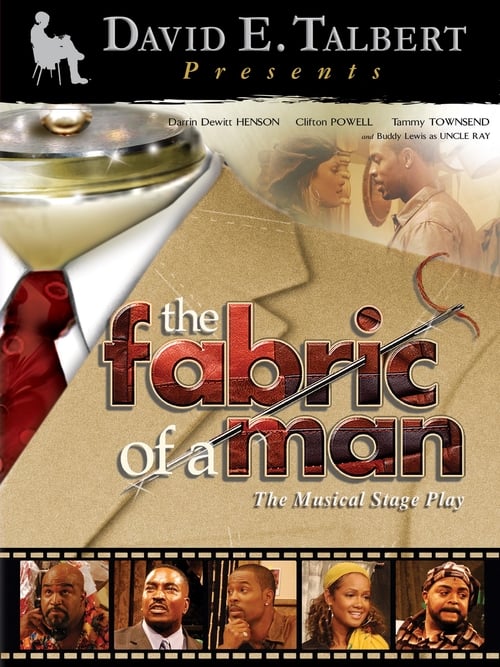 DAVID E. TALBERT
Presents
Darrin Dewitt HENSON Clifton POWELL Tammy TOWNSEND
and Buddy Lewis as UNCLE RAY
the
fabric
of a man
The Musical Stage Play